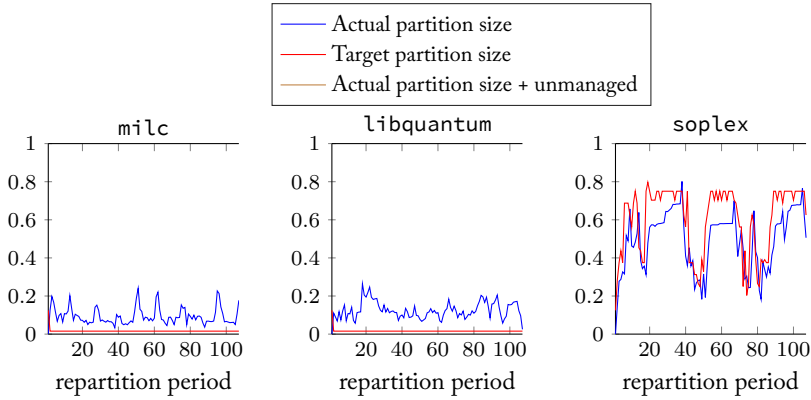 Actual partition size
Target partition size
Actual partition size + unmanaged
milc libquantum soplex
1 1 1
0.8 0.8 0.8
0.6 0.6 0.6
0.4 0.4 0.4
0.2 0.2 0.2
0 0 0
20 40 60 80 100 20 40 60 80 100 20 40 60 80 100
repartition period repartition period repartition period